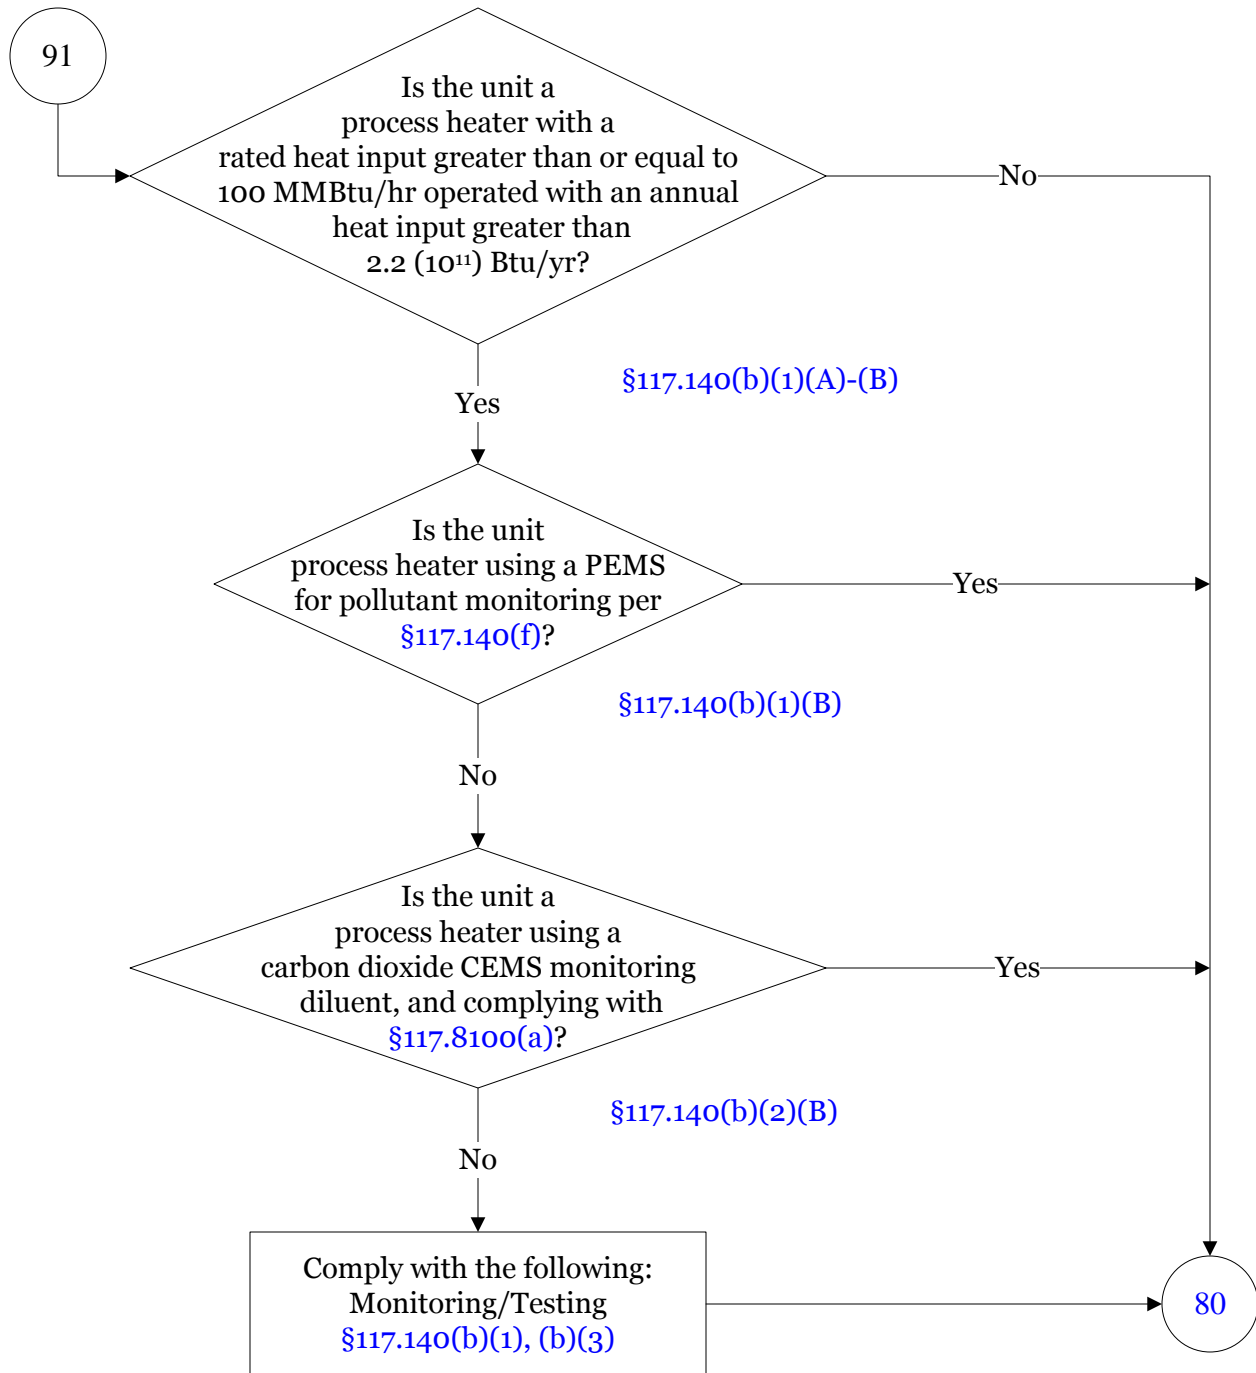 91
Is the unit a
process heater with a
rated heat input greater than or equal to
100 MMBtu/hr operated with an annual
heat input greater than
2.2 (10¹¹) Btu/yr?
No
§117.140(b)(1)(A)-(B)
Yes
Is the unit
process heater using a PEMS
for pollutant monitoring per
§117.140(f)?
Yes
§117.140(b)(1)(B)
No
Is the unit a
process heater using a
carbon dioxide CEMS monitoring
diluent, and complying with
§117.8100(a)?
Yes
§117.140(b)(2)(B)
No
Comply with the following:
Monitoring/Testing
§117.140(b)(1), (b)(3)
80